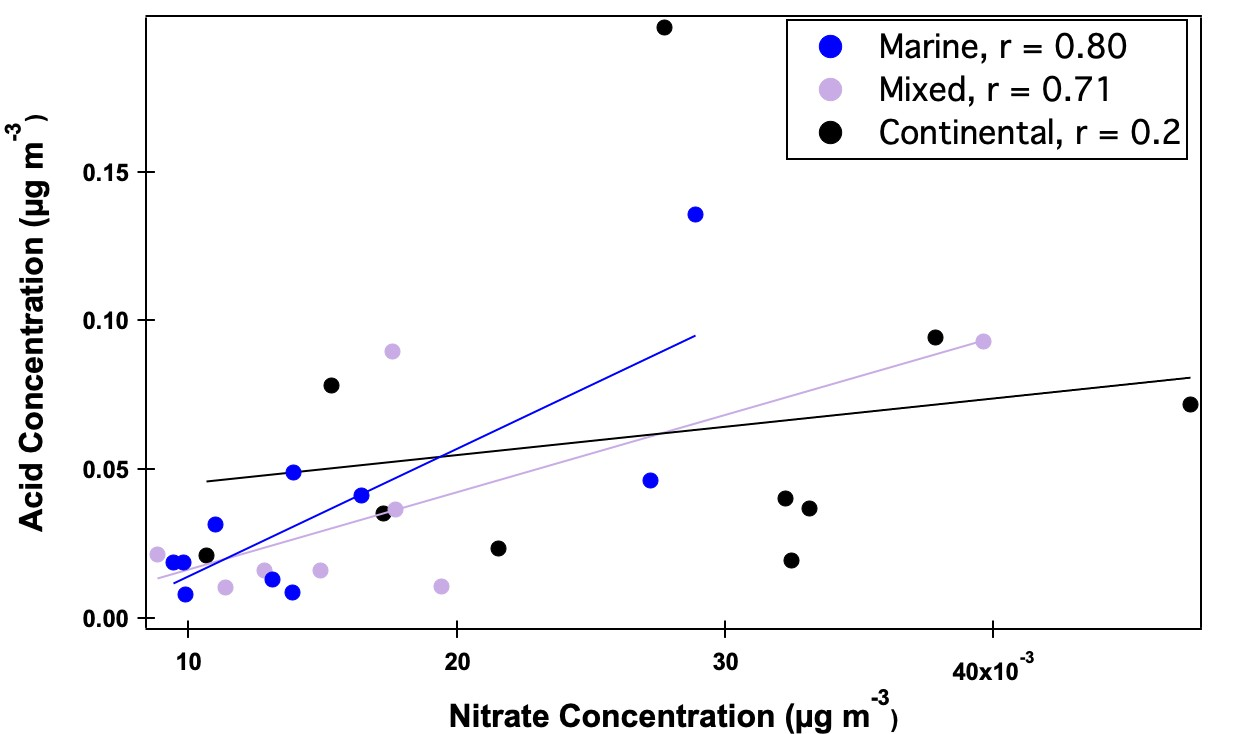 Marine, r = 0.80
Mixed, r = 0.71
Continental, r = 0.2
Acid Concentration (µg m-3)
0.15
0.10
0.05
0.00
10 20 30 40x10-3
Nitrate Concentration (µg m-3)